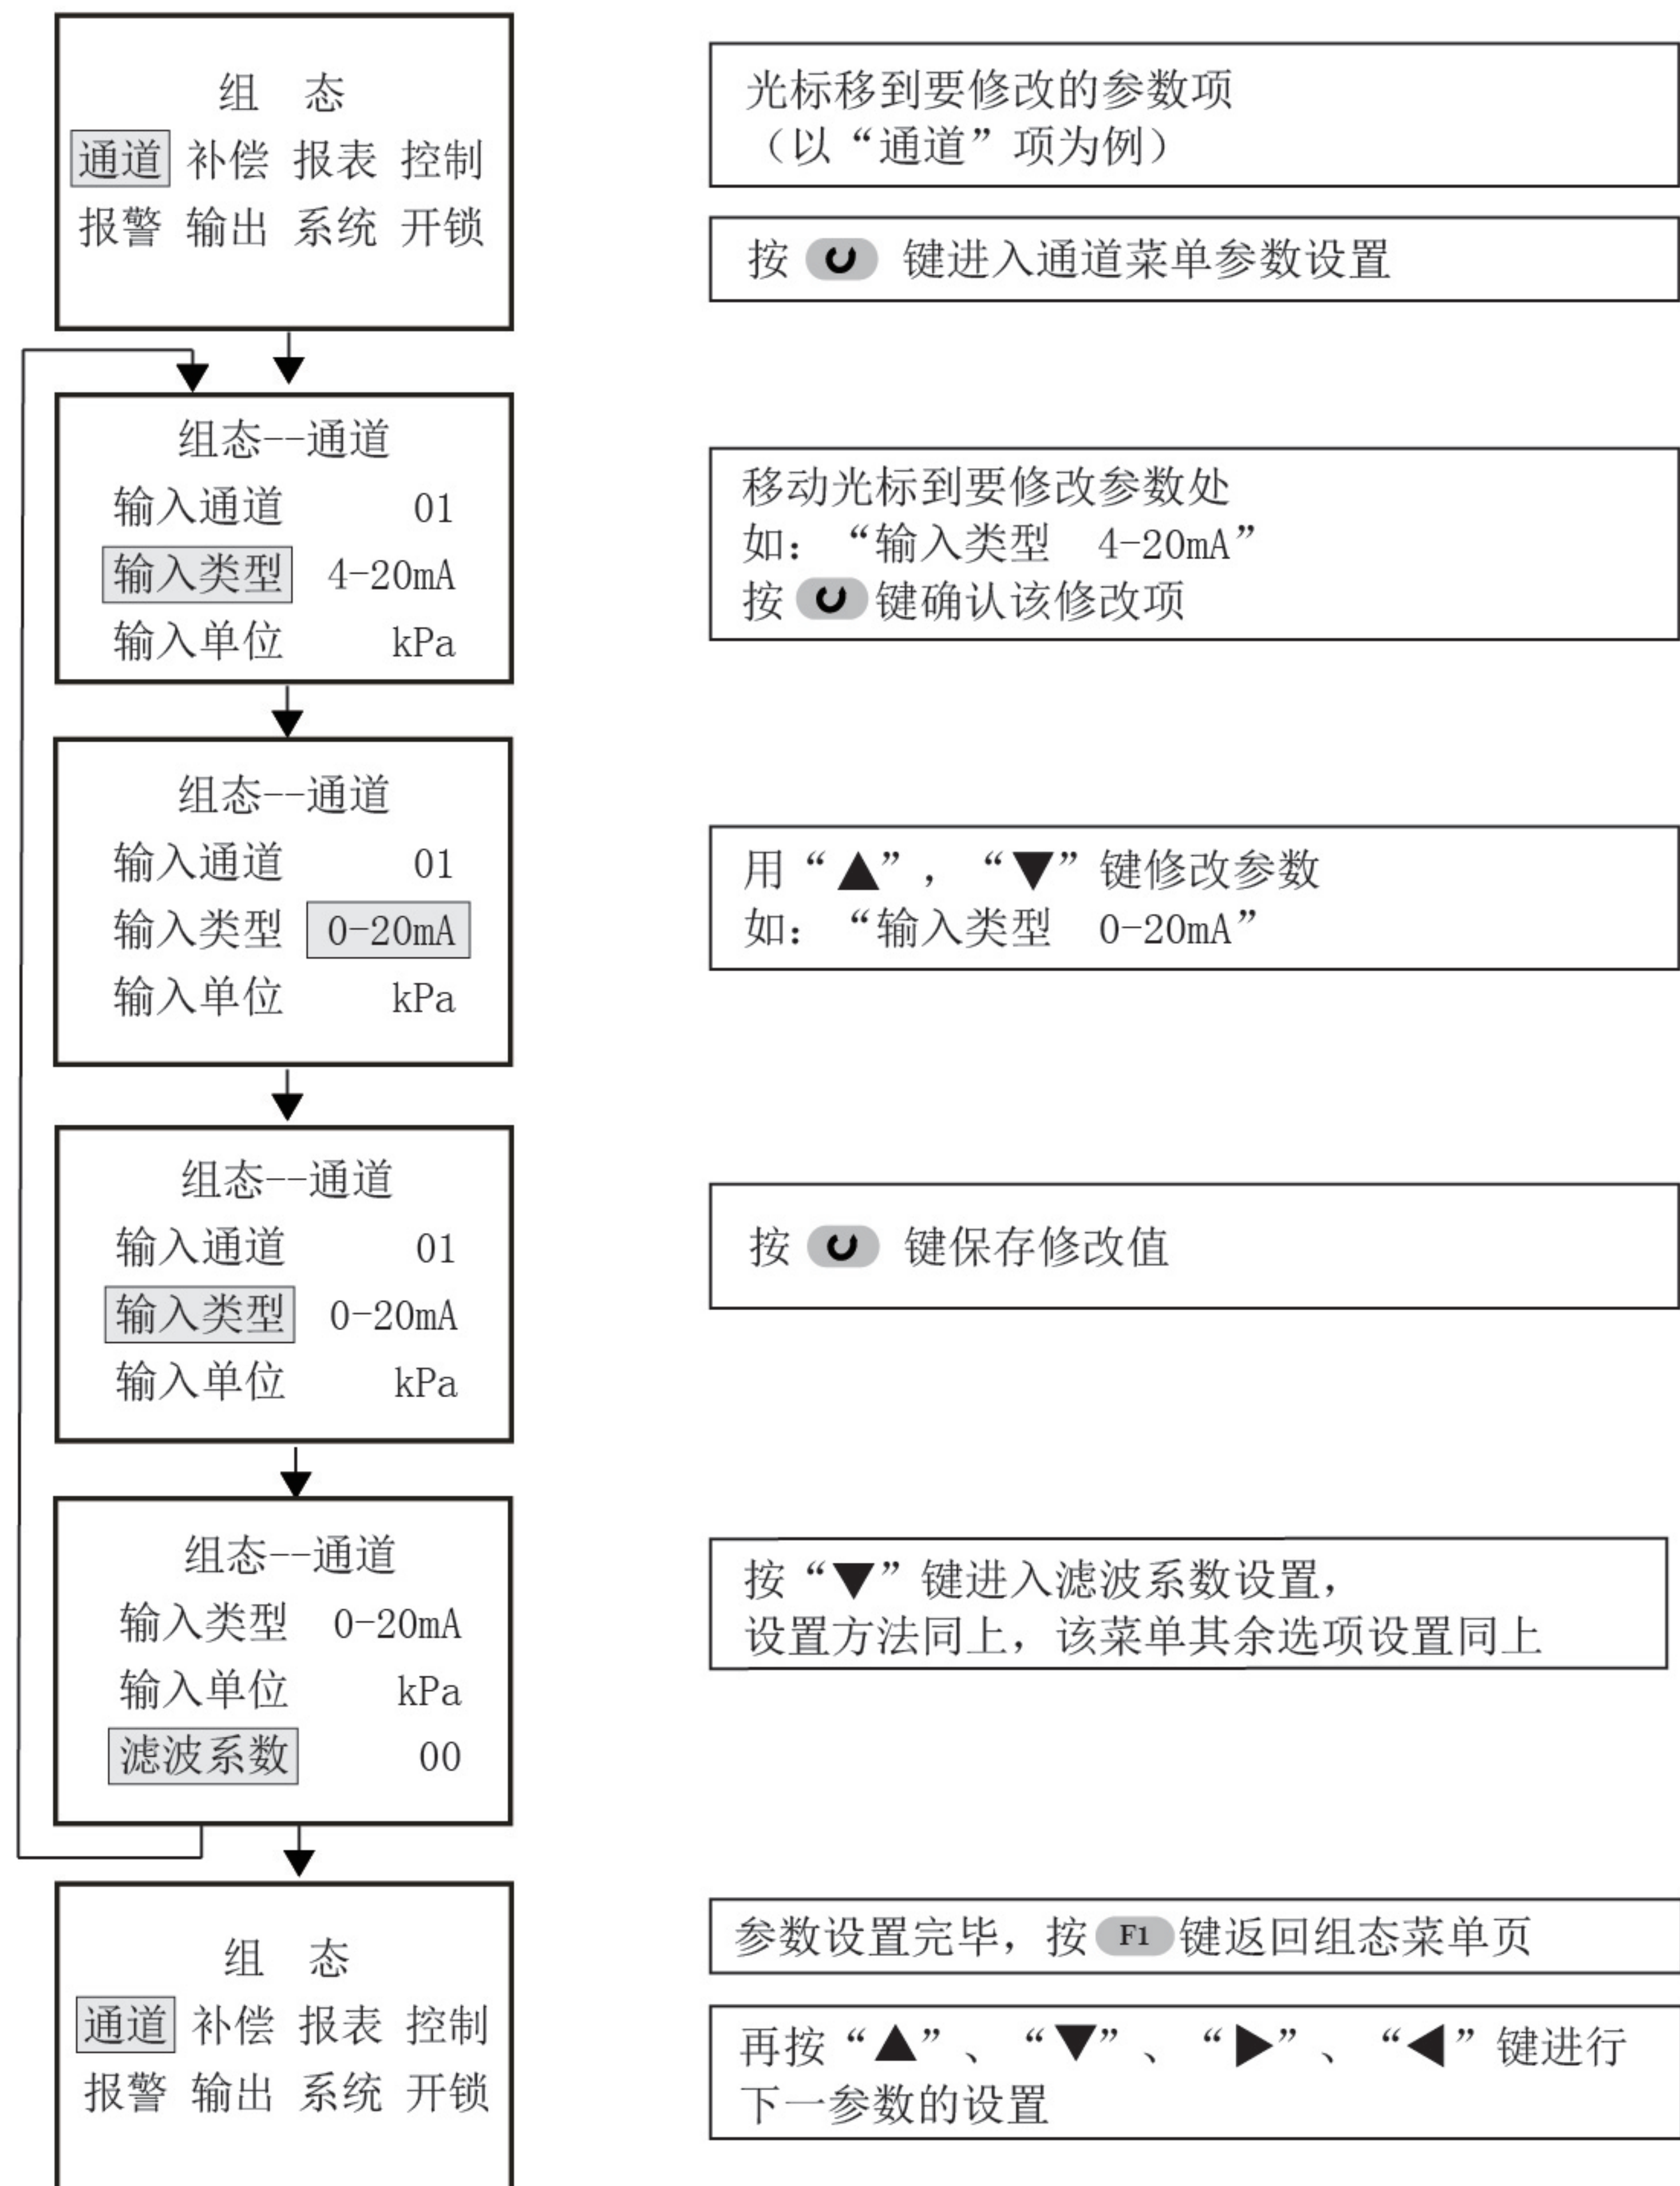 组 态
通道 补偿 报表 控制
报警 输出 系统 开锁
光标移到要修改的参数项
（以“通道”项为例）
按 键进入通道菜单参数设置
组态--通道
输入通道 01
输入类型 4-20mA
输入单位 kPa
移动光标到要修改参数处
如：“输入类型 4-20mA”
按 键确认该修改项
组态--通道
输入通道 01
输入类型 0-20mA
输入单位 kPa
用“▲”，“▼”键修改参数
如：“输入类型 0-20mA”
组态--通道
输入通道 01
输入类型 0-20mA
输入单位 kPa
按 键保存修改值
组态--通道
输入类型 0-20mA
输入单位 kPa
滤波系数 00
按“▼”键进入滤波系数设置，
设置方法同上，该菜单其余选项设置同上
组 态
通道 补偿 报表 控制
报警 输出 系统 开锁
参数设置完毕，按 F1 键返回组态菜单页
再按“▲”、“▼”、“▶”、“◀”键进行
下一参数的设置